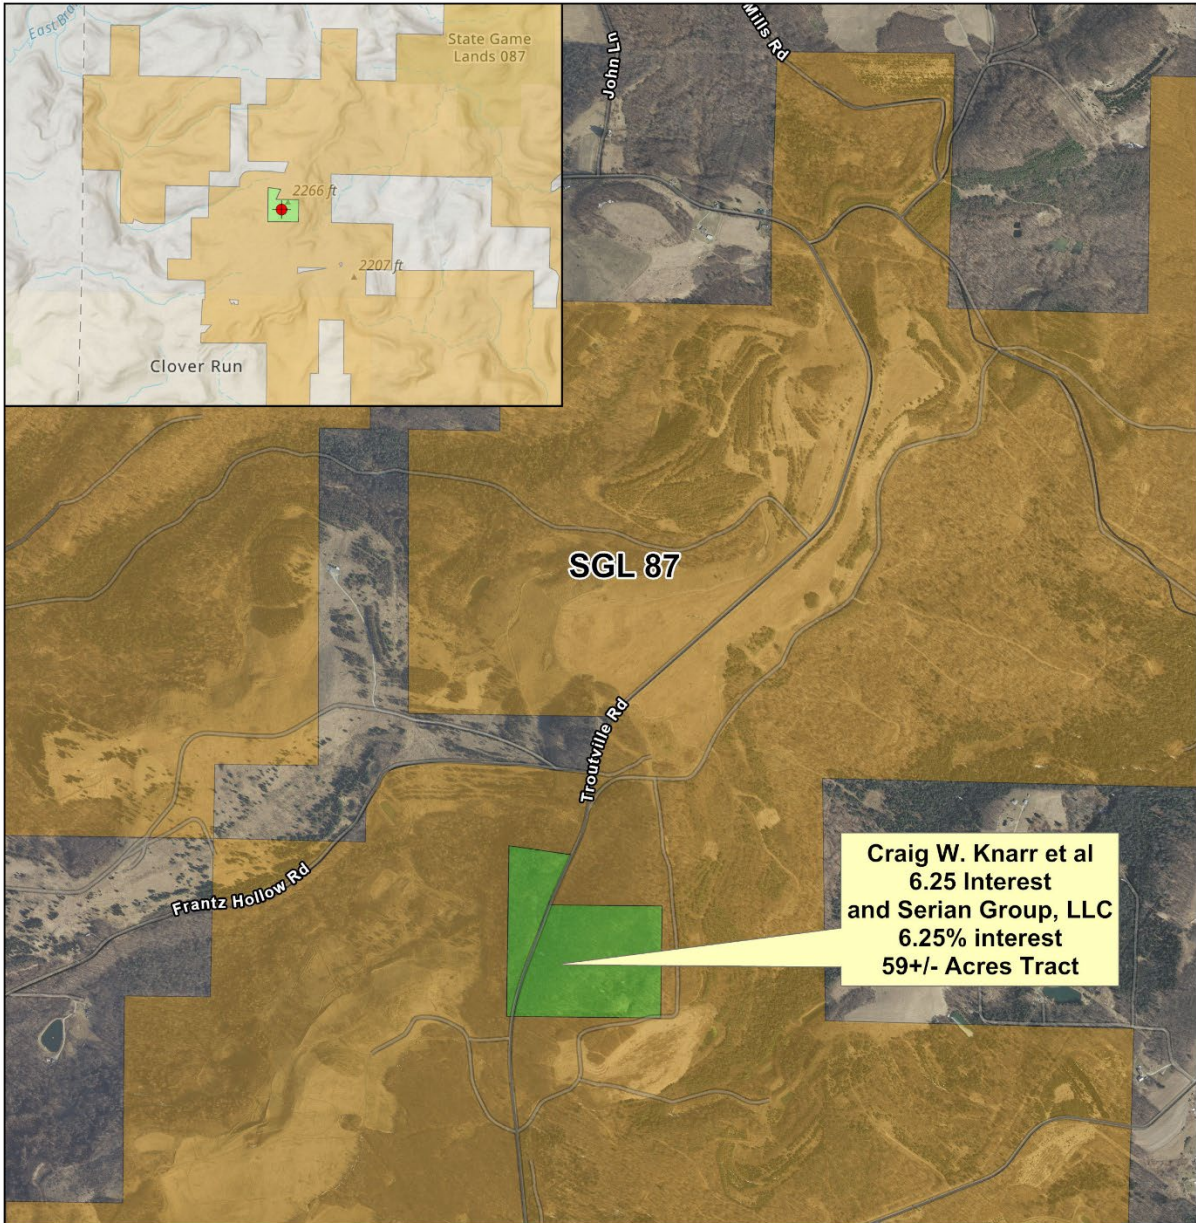 East Bra
State Game
Lands 087
2266 ft
2207 ft
Clover Run
John Ln
Mills Rd
SGL 87
Troutville Rd
Frantz Hollow Rd
Craig W. Knarr et al
6.25 Interest
and Serian Group, LLC
6.25% interest
59+/- Acres Tract